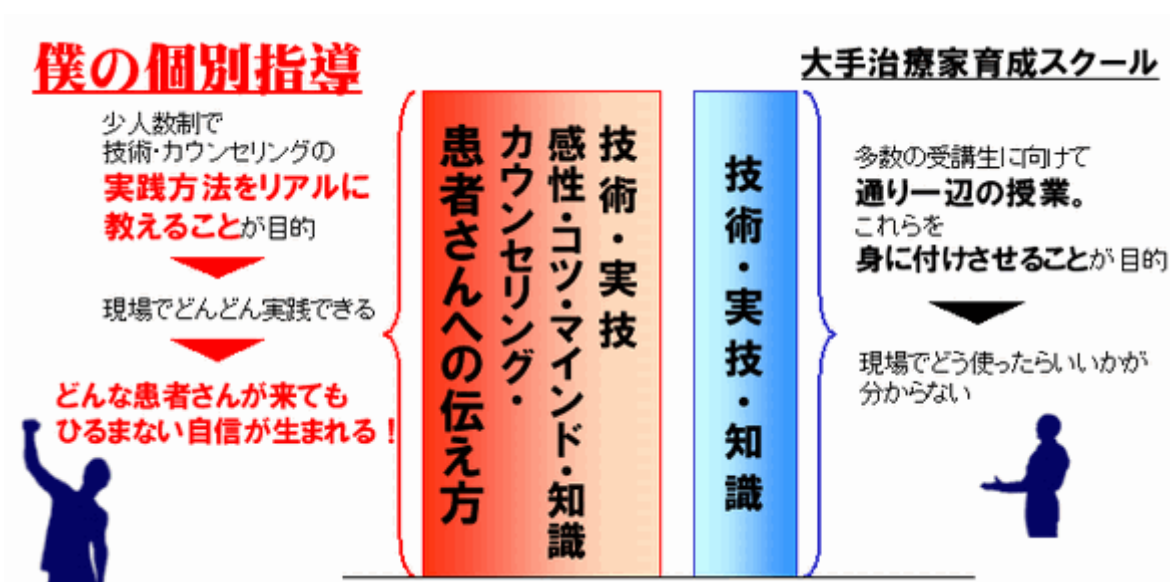 僕の個別指導
少人数制で
技術・カウンセリングの
実践方法をリアルに
教えることが目的
現場でどんどん実践できる
どんな患者さんが来ても
ひるまない自信が生まれる!
技術・実技
感性・コツ・マインド・知識
カウンセリング・
患者さんへの伝え方
技術・実技・知識
大手治療家育成スクール
多数の受講生に向けて
通り一辺の授業。
これらを
身に付けさせることが目的
現場でどう使ったらいいかが
分からない